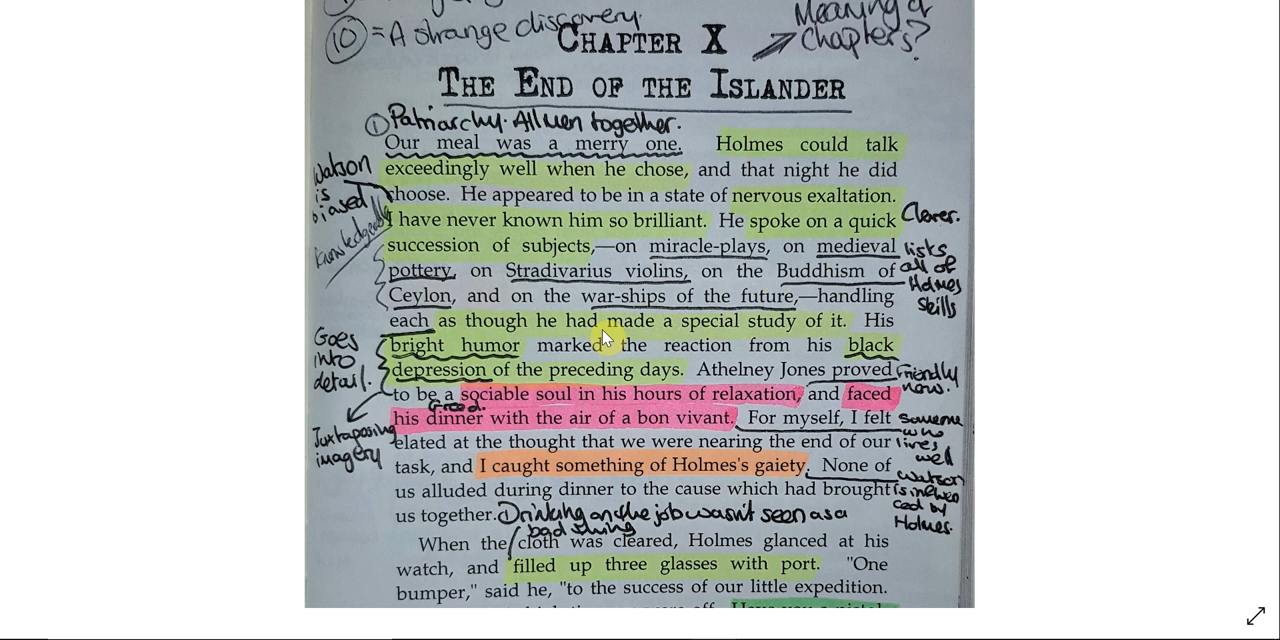 10 = A strange discovery.
Meaning of
Chapters?
CHAPTER X
THE END OF THE ISLANDER
① Patriarchy. All men together.
Our meal was a merry one. Holmes could talk
exceedingly well when he chose, and that night he did
choose. He appeared to be in a state of nervous exaltation.
I have never known him so brilliant. He spoke on a quick
succession of subjects,—on miracle-plays, on medieval
pottery, on Stradivarius violins, on the Buddhism of
Ceylon, and on the war-ships of the future,—handling
each as though he had made a special study of it. His
bright humor marked the reaction from his black
depression of the preceding days. Athelney Jones proved
to be a sociable soul in his hours of relaxation, and faced
his dinner with the air of a bon vivant. For myself, I felt
elated at the thought that we were nearing the end of our
task, and I caught something of Holmes's gaiety. None of
us alluded during dinner to the cause which had brought
us together.
Drinking on the job wasn't seen as a
bad thing
When the cloth was cleared, Holmes glanced at his
watch, and filled up three glasses with port. "One
bumper," said he, "to the success of our little expedition.
Have you a pistol
Watson
is
biased
Knowledgeable
Goes
into
detail.
Juxtaposing
imagery
Greed.
Clever.
lists
all of
Holmes
skills
Friendly
now.
Someone
who
lives
well
Watson
is influen
ced by
Holmes.